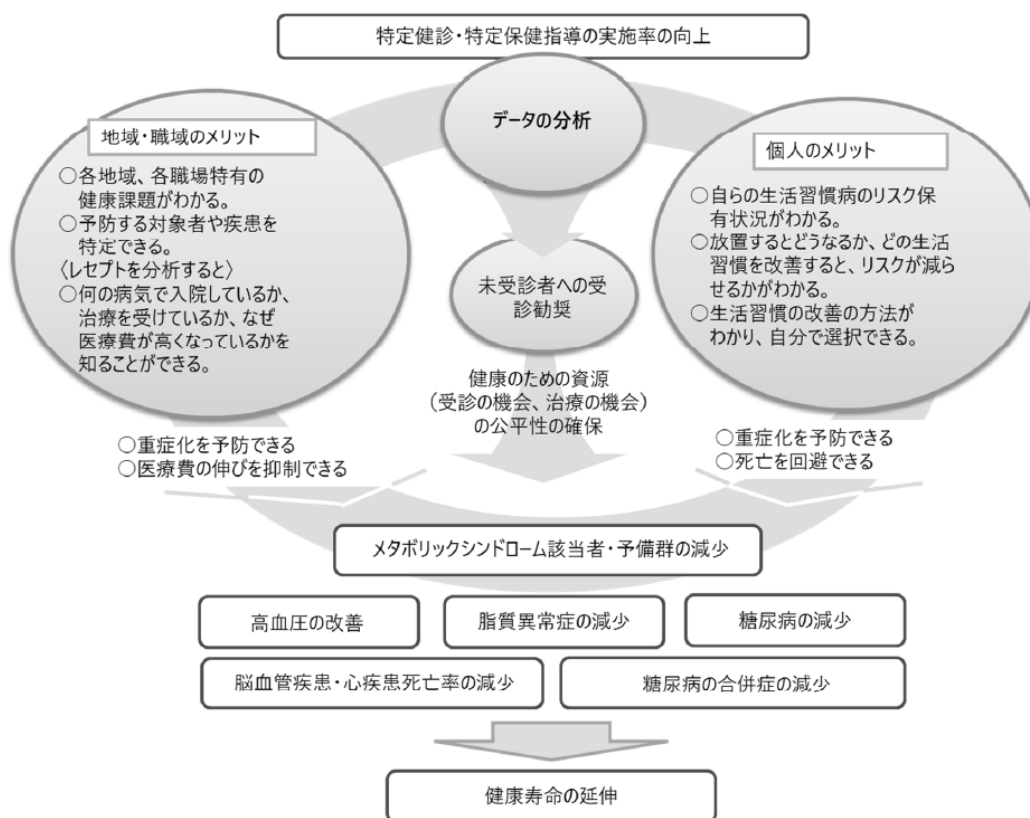 特定健診・特定保健指導の実施率の向上
データの分析
地域・職域のメリット
○各地域、各職場特有の
健康課題がわかる。
○予防する対象者や疾患を
特定できる。
〈レセプトを分析すると〉
○何の病気で入院しているか、
治療を受けているか、なぜ
医療費が高くなっているかを
知ることができる。
個人のメリット
○自らの生活習慣病のリスク保
有状況がわかる。
○放置するとどうなるか、どの生活
習慣を改善すると、リスクが減ら
せるかがわかる。
○生活習慣の改善の方法が
わかり、自分で選択できる。
未受診者への受
診勧奨
健康のための資源
（受診の機会、治療の機会）
の公平性の確保
○重症化を予防できる
○医療費の伸びを抑制できる
○重症化を予防できる
○死亡を回避できる
メタボリックシンドローム該当者・予備群の減少
高血圧の改善
脂質異常症の減少
糖尿病の減少
脳血管疾患・心疾患死亡率の減少
糖尿病の合併症の減少
健康寿命の延伸